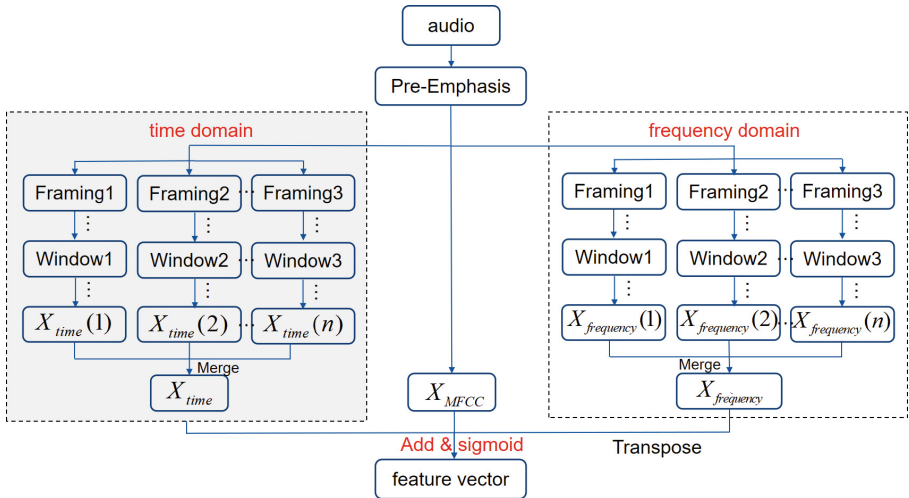 audio
Pre-Emphasis
time domain
frequency domain
Framing1 Framing2 ... Framing3
Framing1 Framing2 ... Framing3
Window1 Window2 ... Window3
Window1 Window2 ... Window3
X_time(1) X_time(2) ... X_time(n)
X_frequency(1) X_frequency(2) ... X_frequency(n)
Merge
Merge
X_time
X_MFCC
X_frequency
Add & sigmoid
Transpose
feature vector